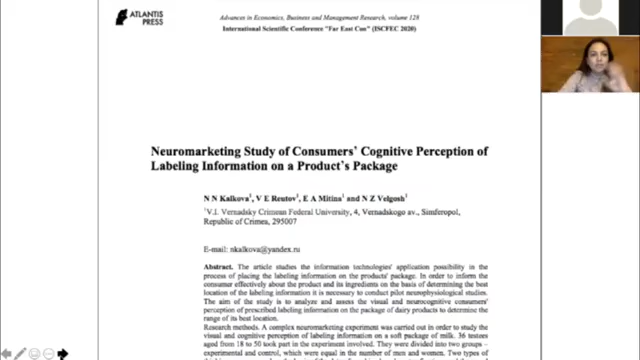 ATLANTIS
PRESS
Advances in Economics, Business and Management Research, volume 128
International Scientific Conference "Far East Con" (ISCFEC 2020)
Neuromarketing Study of Consumers' Cognitive Perception of
Labeling Information on a Product's Package
N N Kalkova¹, V E Reutov¹, E A Mitina¹ and N Z Velgosh¹
¹V.I. Vernadsky Crimean Federal University, 4, Vernadskogo av., Simferopol,
Republic of Crimea, 295007
E-mail: nkalkova@yandex.ru
Abstract. The article studies the information technologies' application possibility in the
process of placing the labeling information on the products' package. In order to inform the
consumer effectively about the product and its ingredients on the basis of determining the best
location of the labeling information it is necessary to conduct pilot neurophysiological studies.
The aim of the study is to analyze and assess the visual and neurocognitive consumers'
perception of prescribed labeling information on the package of dairy products to determine the
range of its best location.
Research methods. A complex neuromarketing experiment was carried out in order to study the
visual and cognitive perception of labeling information on a soft package of milk. 36 testees
aged from 18 to 50 took part in the experiment involved. They were divided into two groups –
experimental and control, which were equal in the number of men and women. Two types of